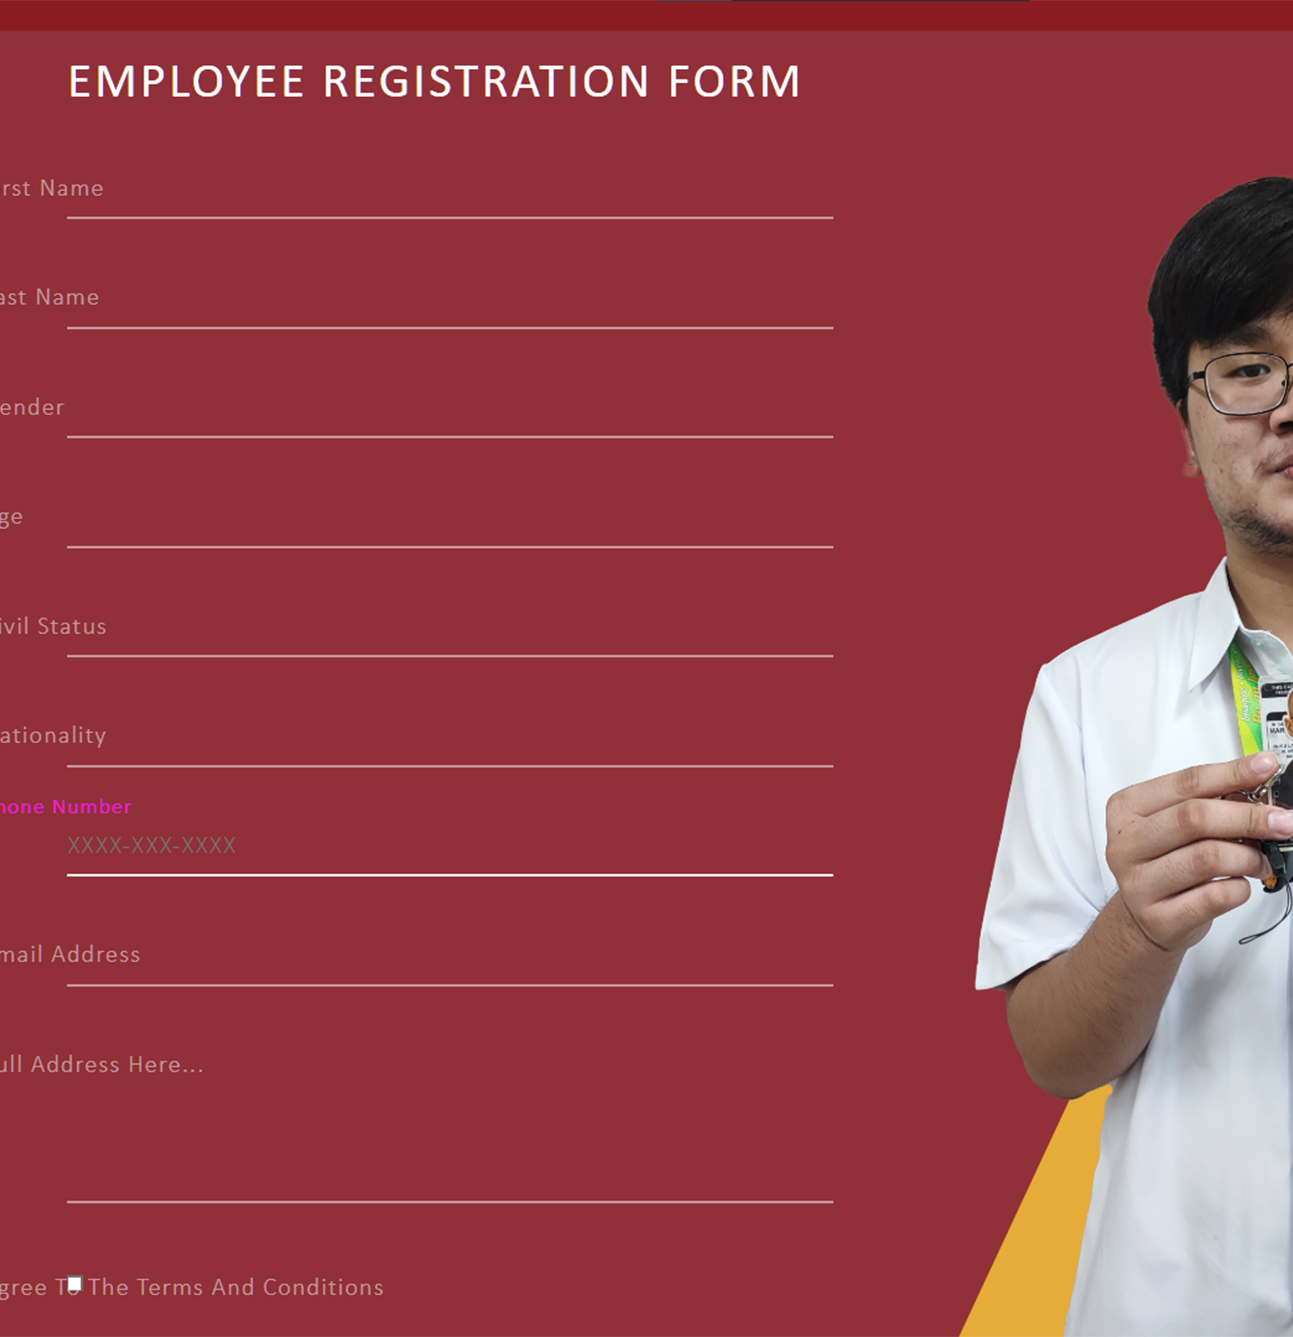 EMPLOYEE REGISTRATION FORM
rst Name
ast Name
ender
ge
ivil Status
ationality
hone Number
XXXX-XXX-XXXX
mail Address
ull Address Here...
gree To The Terms And Conditions